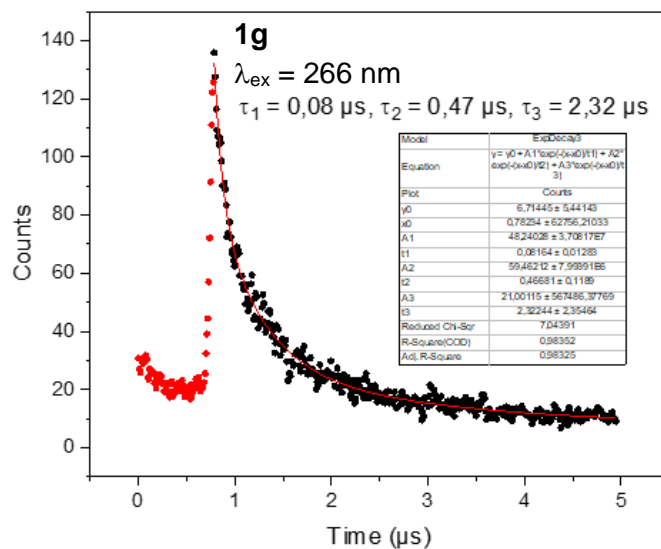 1g
λex = 266 nm
τ1 = 0,08 µs, τ2 = 0,47 µs, τ3 = 2,32 µs
Model ExpDecay3
Equation y = y0 + A1*exp(-(x-x0)/t1) + A2*
exp(-(x-x0)/t2) + A3*exp(-(x-x0)/t
3)
Plot Counts
y0 6,71445 ± 5,44143
x0 0,78234 ± 62756,21033
A1 48,24028 ± 3,70817E7
t1 0,08164 ± 0,01283
A2 59,46212 ± 7,99391E6
t2 0,46681 ± 0,1189
A3 21,00115 ± 567486,37769
t3 2,32244 ± 2,35464
Reduced Chi-Sqr 7,04391
R-Square(COD) 0,98352
Adj. R-Square 0,98325
Counts
140
120
100
80
60
40
20
0
0 1 2 3 4 5
Time (µs)